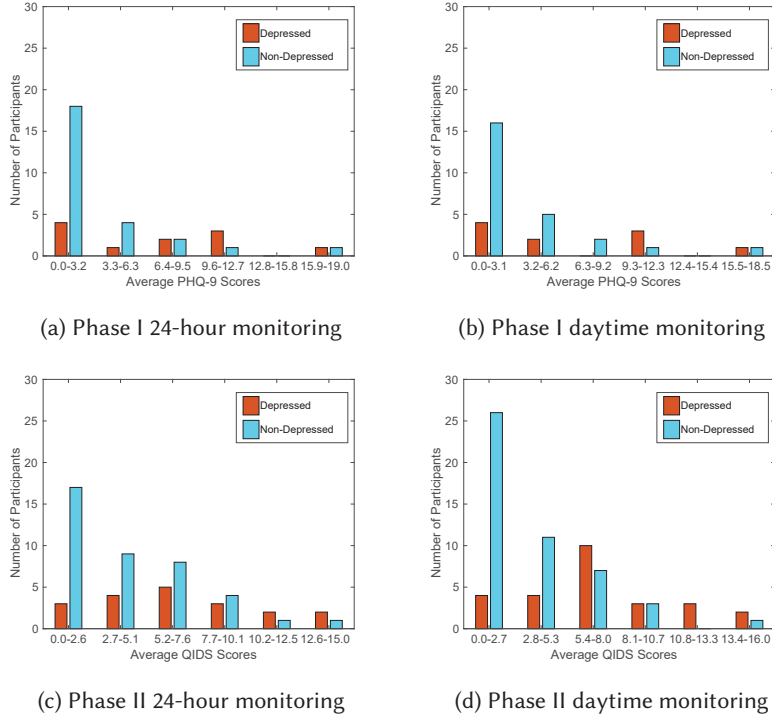 30
25
20
15
10
5
0
Number of Participants
Depressed
Non-Depressed
0.0-3.2 3.3-6.3 6.4-9.5 9.6-12.7 12.8-15.8 15.9-19.0
Average PHQ-9 Scores
(a) Phase I 24-hour monitoring
30
25
20
15
10
5
0
Number of Participants
Depressed
Non-Depressed
0.0-3.1 3.2-6.2 6.3-9.2 9.3-12.3 12.4-15.4 15.5-18.5
Average PHQ-9 Scores
(b) Phase I daytime monitoring
30
25
20
15
10
5
0
Number of Participants
Depressed
Non-Depressed
0.0-2.6 2.7-5.1 5.2-7.6 7.7-10.1 10.2-12.5 12.6-15.0
Average QIDS Scores
(c) Phase II 24-hour monitoring
30
25
20
15
10
5
0
Number of Participants
Depressed
Non-Depressed
0.0-2.7 2.8-5.3 5.4-8.0 8.1-10.7 10.8-13.3 13.4-16.0
Average QIDS Scores
(d) Phase II daytime monitoring